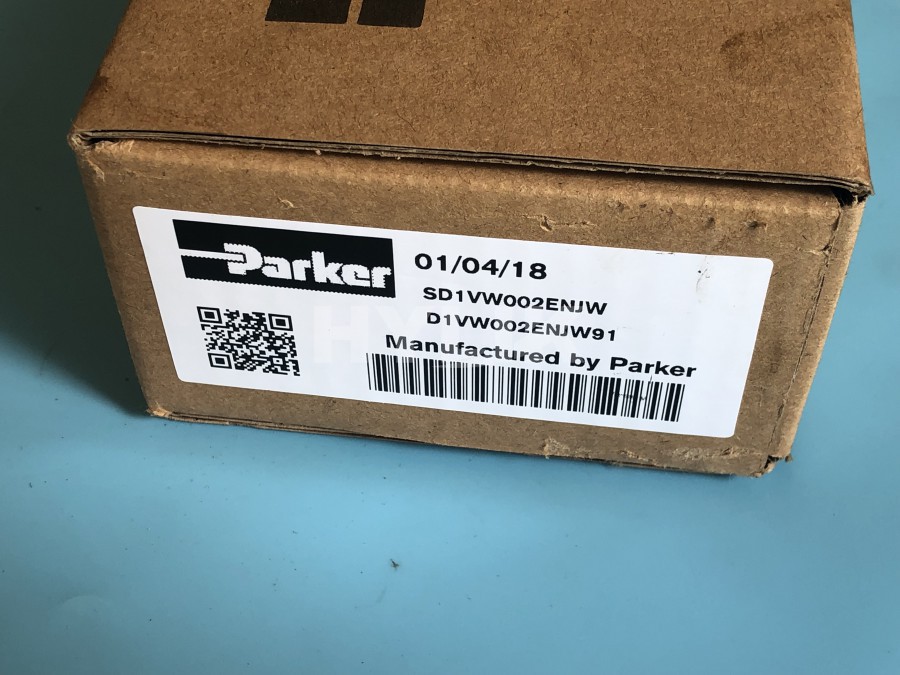 Parker
01/04/18
SD1VW002ENJW
D1VW002ENJW91
Manufactured by Parker